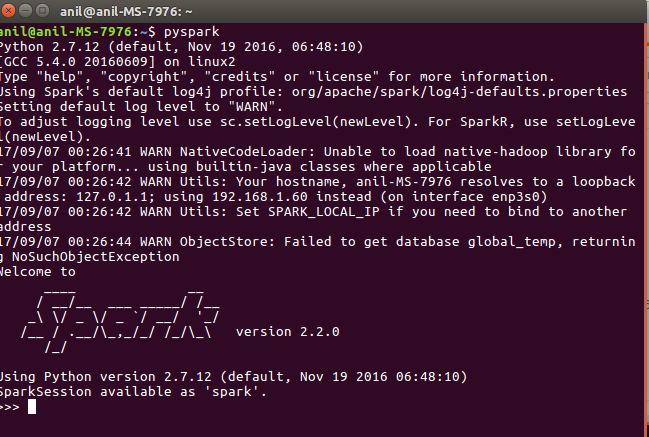 anil@anil-MS-7976: ~
anil@anil-MS-7976:~$ pyspark
Python 2.7.12 (default, Nov 19 2016, 06:48:10)
[GCC 5.4.0 20160609] on linux2
Type "help", "copyright", "credits" or "license" for more information.
Using Spark's default log4j profile: org/apache/spark/log4j-defaults.properties
Setting default log level to "WARN".
To adjust logging level use sc.setLogLevel(newLevel). For SparkR, use setLogLeve
l(newLevel).
17/09/07 00:26:41 WARN NativeCodeLoader: Unable to load native-hadoop library fo
r your platform... using builtin-java classes where applicable
17/09/07 00:26:42 WARN Utils: Your hostname, anil-MS-7976 resolves to a loopback
 address: 127.0.1.1; using 192.168.1.60 instead (on interface enp3s0)
17/09/07 00:26:42 WARN Utils: Set SPARK_LOCAL_IP if you need to bind to another
address
17/09/07 00:26:44 WARN ObjectStore: Failed to get database global_temp, returnin
g NoSuchObjectException
Welcome to
      ____              __
     / __/__  ___ _____/ /__
    _\ \/ _ \/ _ `/ __/  '_/
   /__ / .__/\_,_/_/ /_/\_\   version 2.2.0
      /_/
Using Python version 2.7.12 (default, Nov 19 2016 06:48:10)
SparkSession available as 'spark'.
>>>